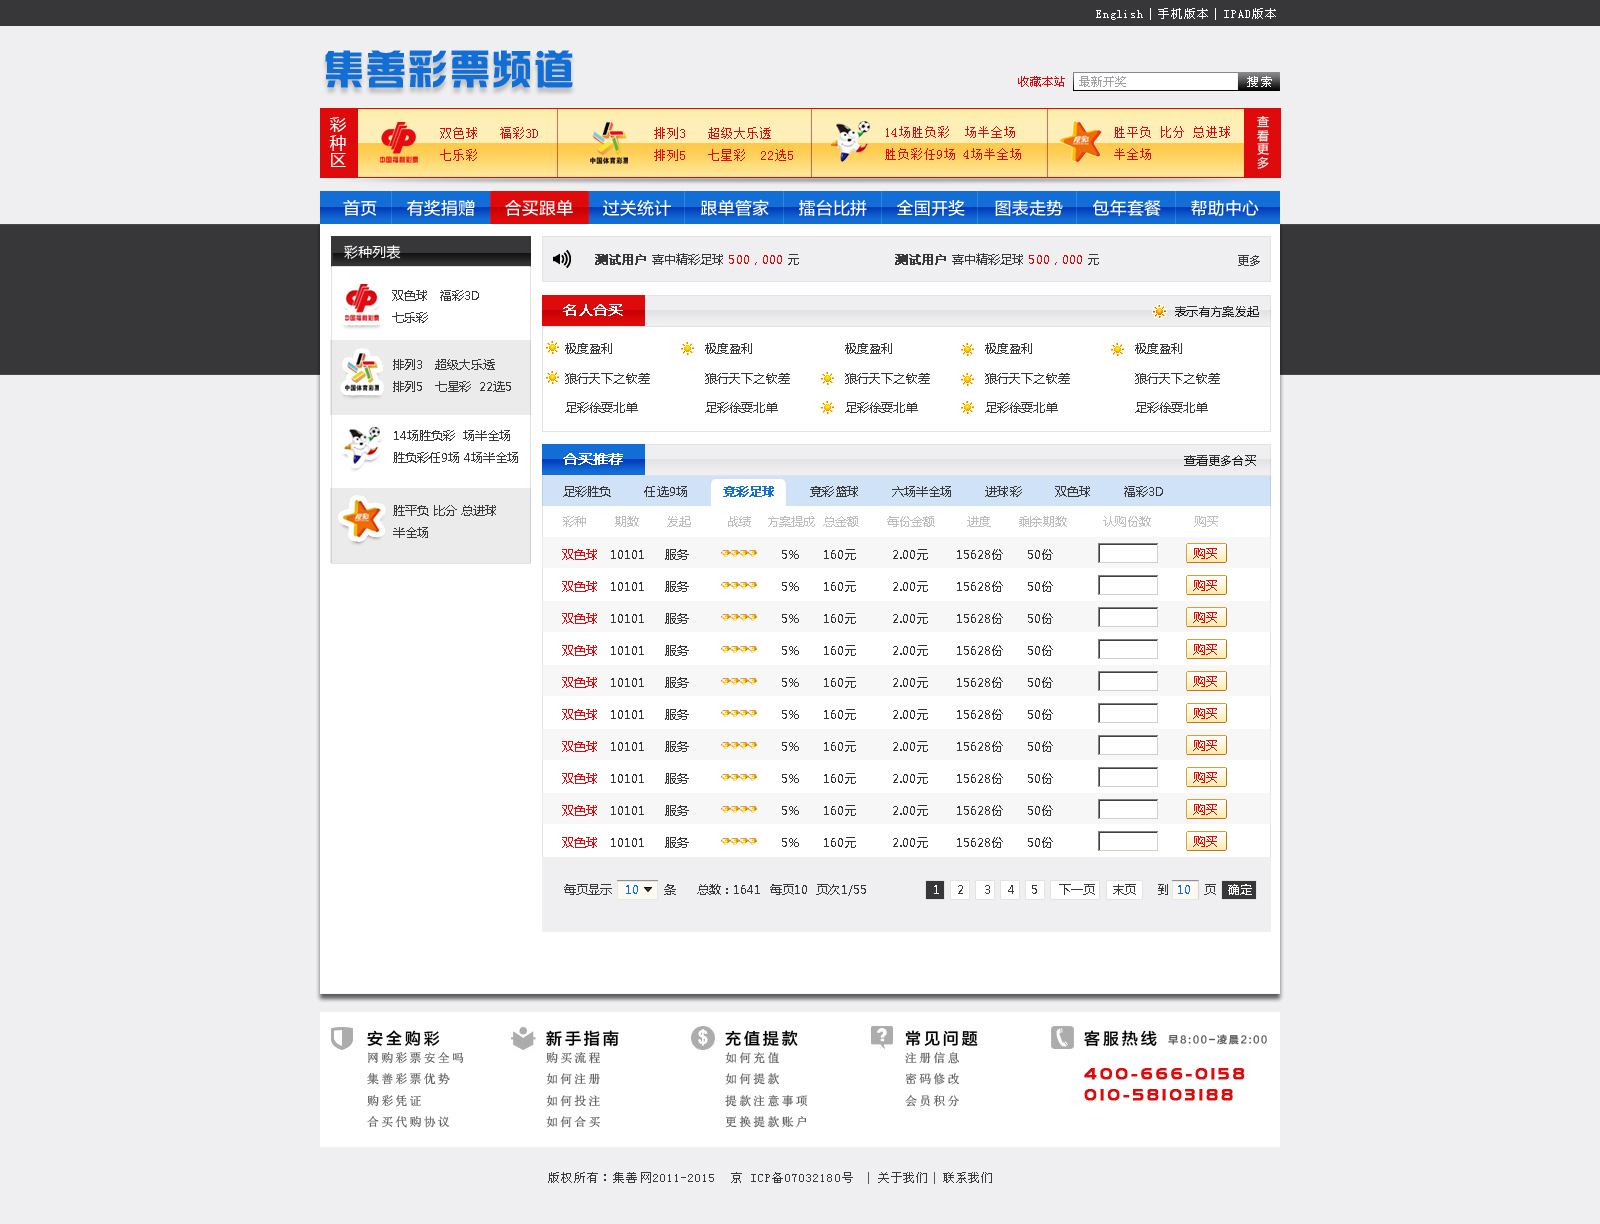 English | 手机版本 | IPAD版本
集善彩票频道
收藏本站 最新开奖 搜索
彩种区
中国福利彩票
双色球 福彩3D
七乐彩
中国体育彩票
排列3 超级大乐透
排列5 七星彩 22选5
14场胜负彩 场半全场
胜负彩任9场 4场半全场
胜平负 比分 总进球
半全场
查看更多
首页 有奖捐赠 合买跟单 过关统计 跟单管家 擂台比拼 全国开奖 图表走势 包年套餐 帮助中心
彩种列表
中国福利彩票
双色球 福彩3D
七乐彩
中国体育彩票
排列3 超级大乐透
排列5 七星彩 22选5
14场胜负彩 场半全场
胜负彩任9场 4场半全场
胜平负 比分 总进球
半全场
测试用户 喜中精彩足球 500，000 元 测试用户 喜中精彩足球 500，000 元 更多
名人合买 表示有方案发起
极度盈利 极度盈利 极度盈利 极度盈利 极度盈利
狼行天下之钦差 狼行天下之钦差 狼行天下之钦差 狼行天下之钦差 狼行天下之钦差
足彩徐耍北单 足彩徐耍北单 足彩徐耍北单 足彩徐耍北单 足彩徐耍北单
合买推荐 查看更多合买
足彩胜负 任选9场 竟彩足球 竟彩篮球 六场半全场 进球彩 双色球 福彩3D
彩种 期数 发起 战绩 方案提成 总金额 每份金额 进度 剩余期数 认购份数 购买
双色球 10101 服务 5% 160元 2.00元 15628份 50份 购买
双色球 10101 服务 5% 160元 2.00元 15628份 50份 购买
双色球 10101 服务 5% 160元 2.00元 15628份 50份 购买
双色球 10101 服务 5% 160元 2.00元 15628份 50份 购买
双色球 10101 服务 5% 160元 2.00元 15628份 50份 购买
双色球 10101 服务 5% 160元 2.00元 15628份 50份 购买
双色球 10101 服务 5% 160元 2.00元 15628份 50份 购买
双色球 10101 服务 5% 160元 2.00元 15628份 50份 购买
双色球 10101 服务 5% 160元 2.00元 15628份 50份 购买
双色球 10101 服务 5% 160元 2.00元 15628份 50份 购买
每页显示 10 条 总数：1641 每页10 页次1/55 1 2 3 4 5 下一页 末页 到 10 页 确定
安全购彩
网购彩票安全吗
集善彩票优势
购彩凭证
合买代购协议
新手指南
购买流程
如何注册
如何投注
如何合买
充值提款
如何充值
如何提款
提款注意事项
更换提款账户
常见问题
注册信息
密码修改
会员积分
客服热线 早8:00-凌晨2:00
400-666-0158
010-58103188
版权所有：集善网2011-2015 京 ICP备07032180号 | 关于我们 | 联系我们